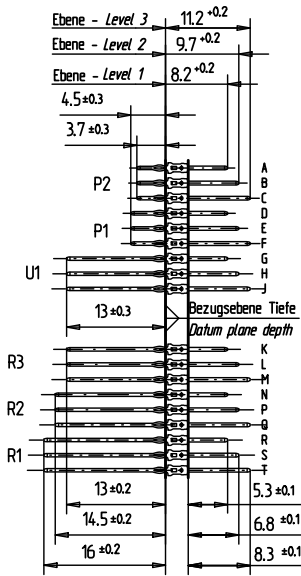 Ebene - Level 3 11.2 +0.2
Ebene - Level 2 9.7 +0.2
Ebene - Level 1 8.2 +0.2
4.5 ±0.3
3.7 ±0.3
A
P2 B
C
D
P1 E
F
G
U1 H
J
13 ±0.3 Bezugsebene Tiefe
Datum plane depth
K
R3 L
M
N
R2 P
Q
R
R1 S
T
13 ±0.2 5.3 ±0.1
14.5 ±0.2 6.8 ±0.1
16 ±0.2 8.3 ±0.1